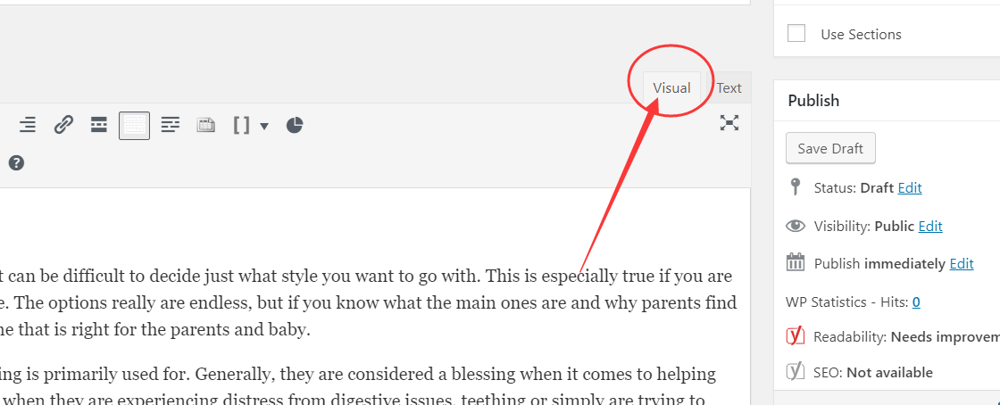 Use Sections
Visual
Text
Publish
Save Draft
Status: Draft Edit
Visibility: Public Edit
Publish immediately Edit
WP Statistics - Hits: 0
Readability: Needs improvem
SEO: Not available
t can be difficult to decide just what style you want to go with. This is especially true if you are
e. The options really are endless, but if you know what the main ones are and why parents find
ne that is right for the parents and baby.
ing is primarily used for. Generally, they are considered a blessing when it comes to helping
when they are experiencing distress from digestive issues, teething or simply are trying to